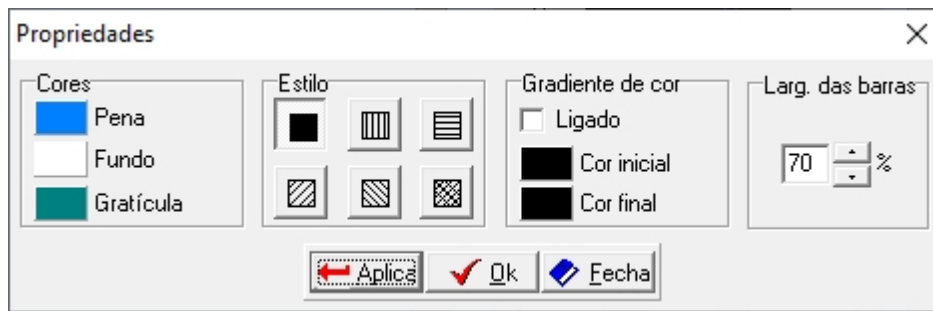 Propriedades
Cores
Pena
Fundo
Gratícula
Estilo
Gradiente de cor
Ligado
Cor inicial
Cor final
Larg. das barras
70 %
Aplica
Ok
Fecha